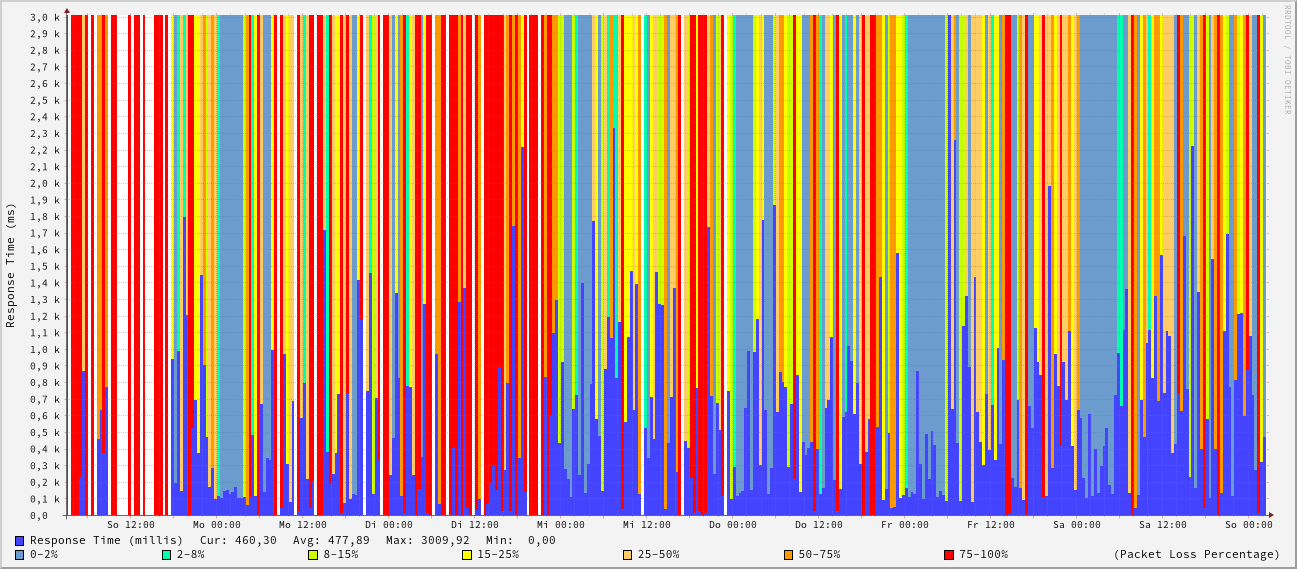 3,0 k
2,9 k
2,8 k
2,7 k
2,6 k
2,5 k
2,4 k
2,3 k
2,2 k
2,1 k
2,0 k
1,9 k
1,8 k
1,7 k
1,6 k
1,5 k
1,4 k
1,3 k
1,2 k
1,1 k
1,0 k
0,9 k
0,8 k
0,7 k
0,6 k
0,5 k
0,4 k
0,3 k
0,2 k
0,1 k
0,0
Response Time (ms)
RRDTOOL / TOBI OETIKER
So 12:00 Mo 00:00 Mo 12:00 Di 00:00 Di 12:00 Mi 00:00 Mi 12:00 Do 00:00 Do 12:00 Fr 00:00 Fr 12:00 Sa 00:00 Sa 12:00 So 00:00
Response Time (millis) Cur: 460,30 Avg: 477,89 Max: 3009,92 Min: 0,00
0-2% 2-8% 8-15% 15-25% 25-50% 50-75% 75-100% (Packet Loss Percentage)